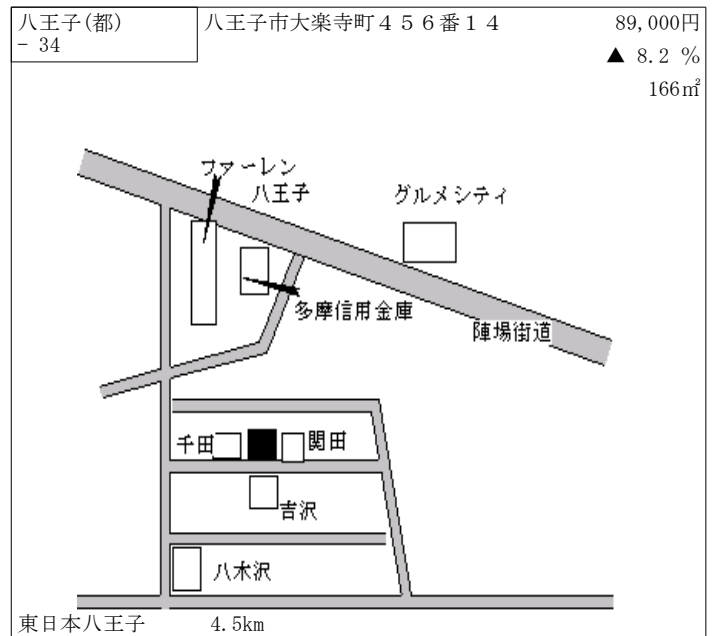 八王子(都)
- 34
八王子市大楽寺町４５６番１４
89,000円
▲ 8.2 %
166㎡
ファーレン
八王子
グルメシティ
多摩信用金庫
陣場街道
千田
関田
吉沢
八木沢
東日本八王子 4.5km